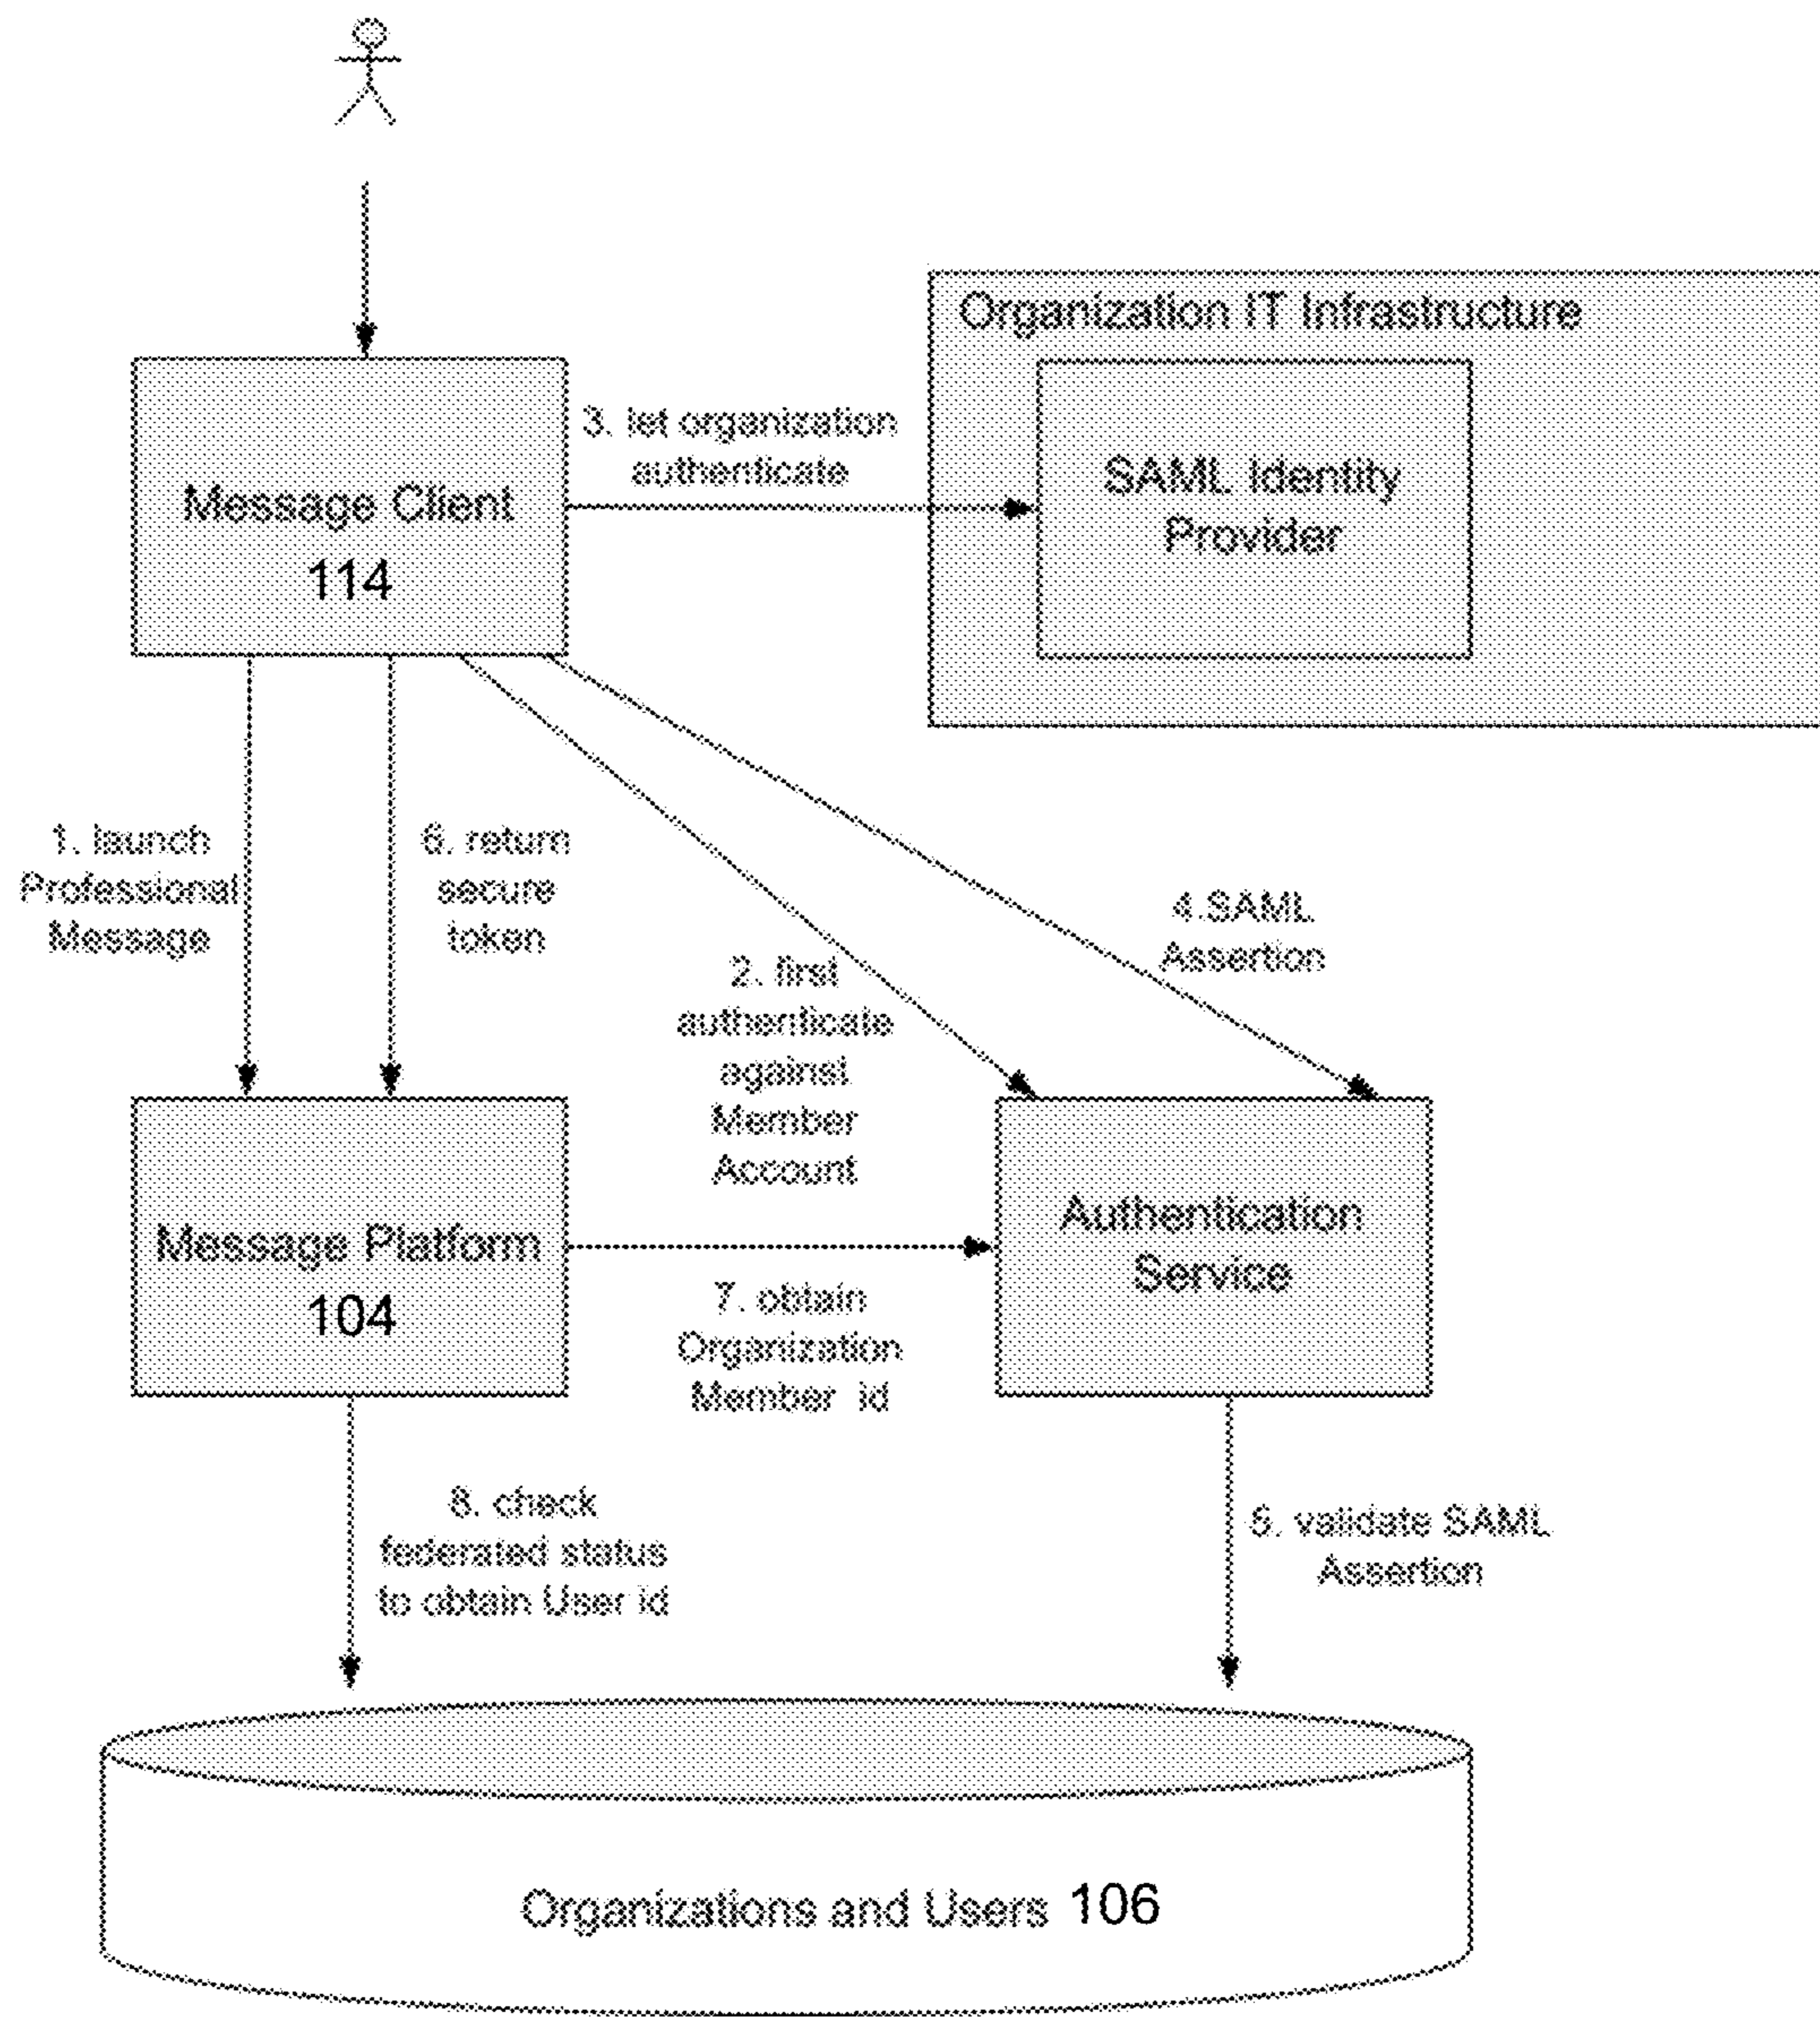 Organization IT Infrastructure
3. let organization
authenticate
SAML Identity
Provider
Message Client
114
1. launch
Professional
Message
6. return
secure
token
4.SAML
Assertion
2. first
authenticate
against
Member
Account
Authentication
Service
Message Platform
104
7. obtain
Organization
Member id
8. check
federated status
to obtain User id
5. validate SAML
Assertion
Organizations and Users 106